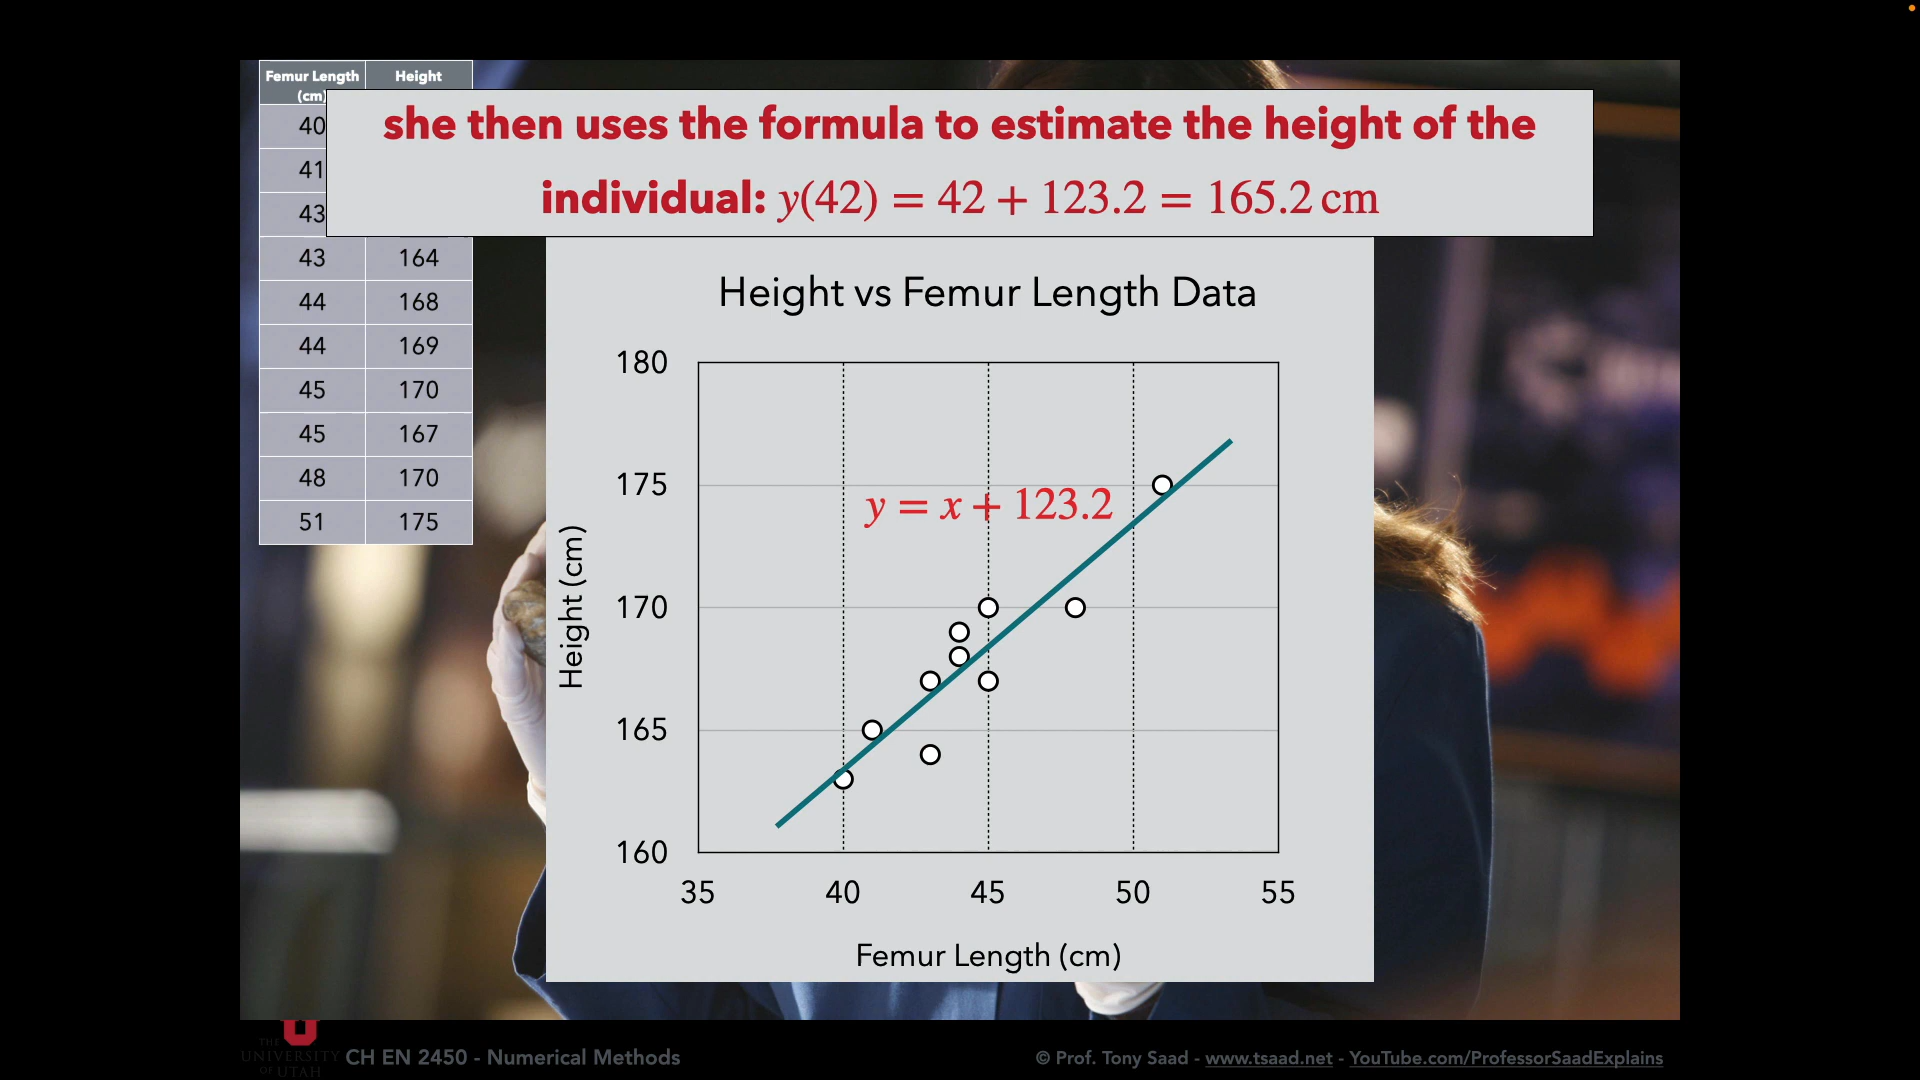 Femur Length (cm) Height
40
41
43
43 164
44 168
44 169
45 170
45 167
48 170
51 175
she then uses the formula to estimate the height of the
individual: y(42) = 42 + 123.2 = 165.2 cm
Height vs Femur Length Data
180
175
170
165
160
y = x + 123.2
Height (cm)
35 40 45 50 55
Femur Length (cm)
THE
UNIVERSITY
OF UTAH
CH EN 2450 - Numerical Methods
© Prof. Tony Saad - www.tsaad.net - YouTube.com/ProfessorSaadExplains